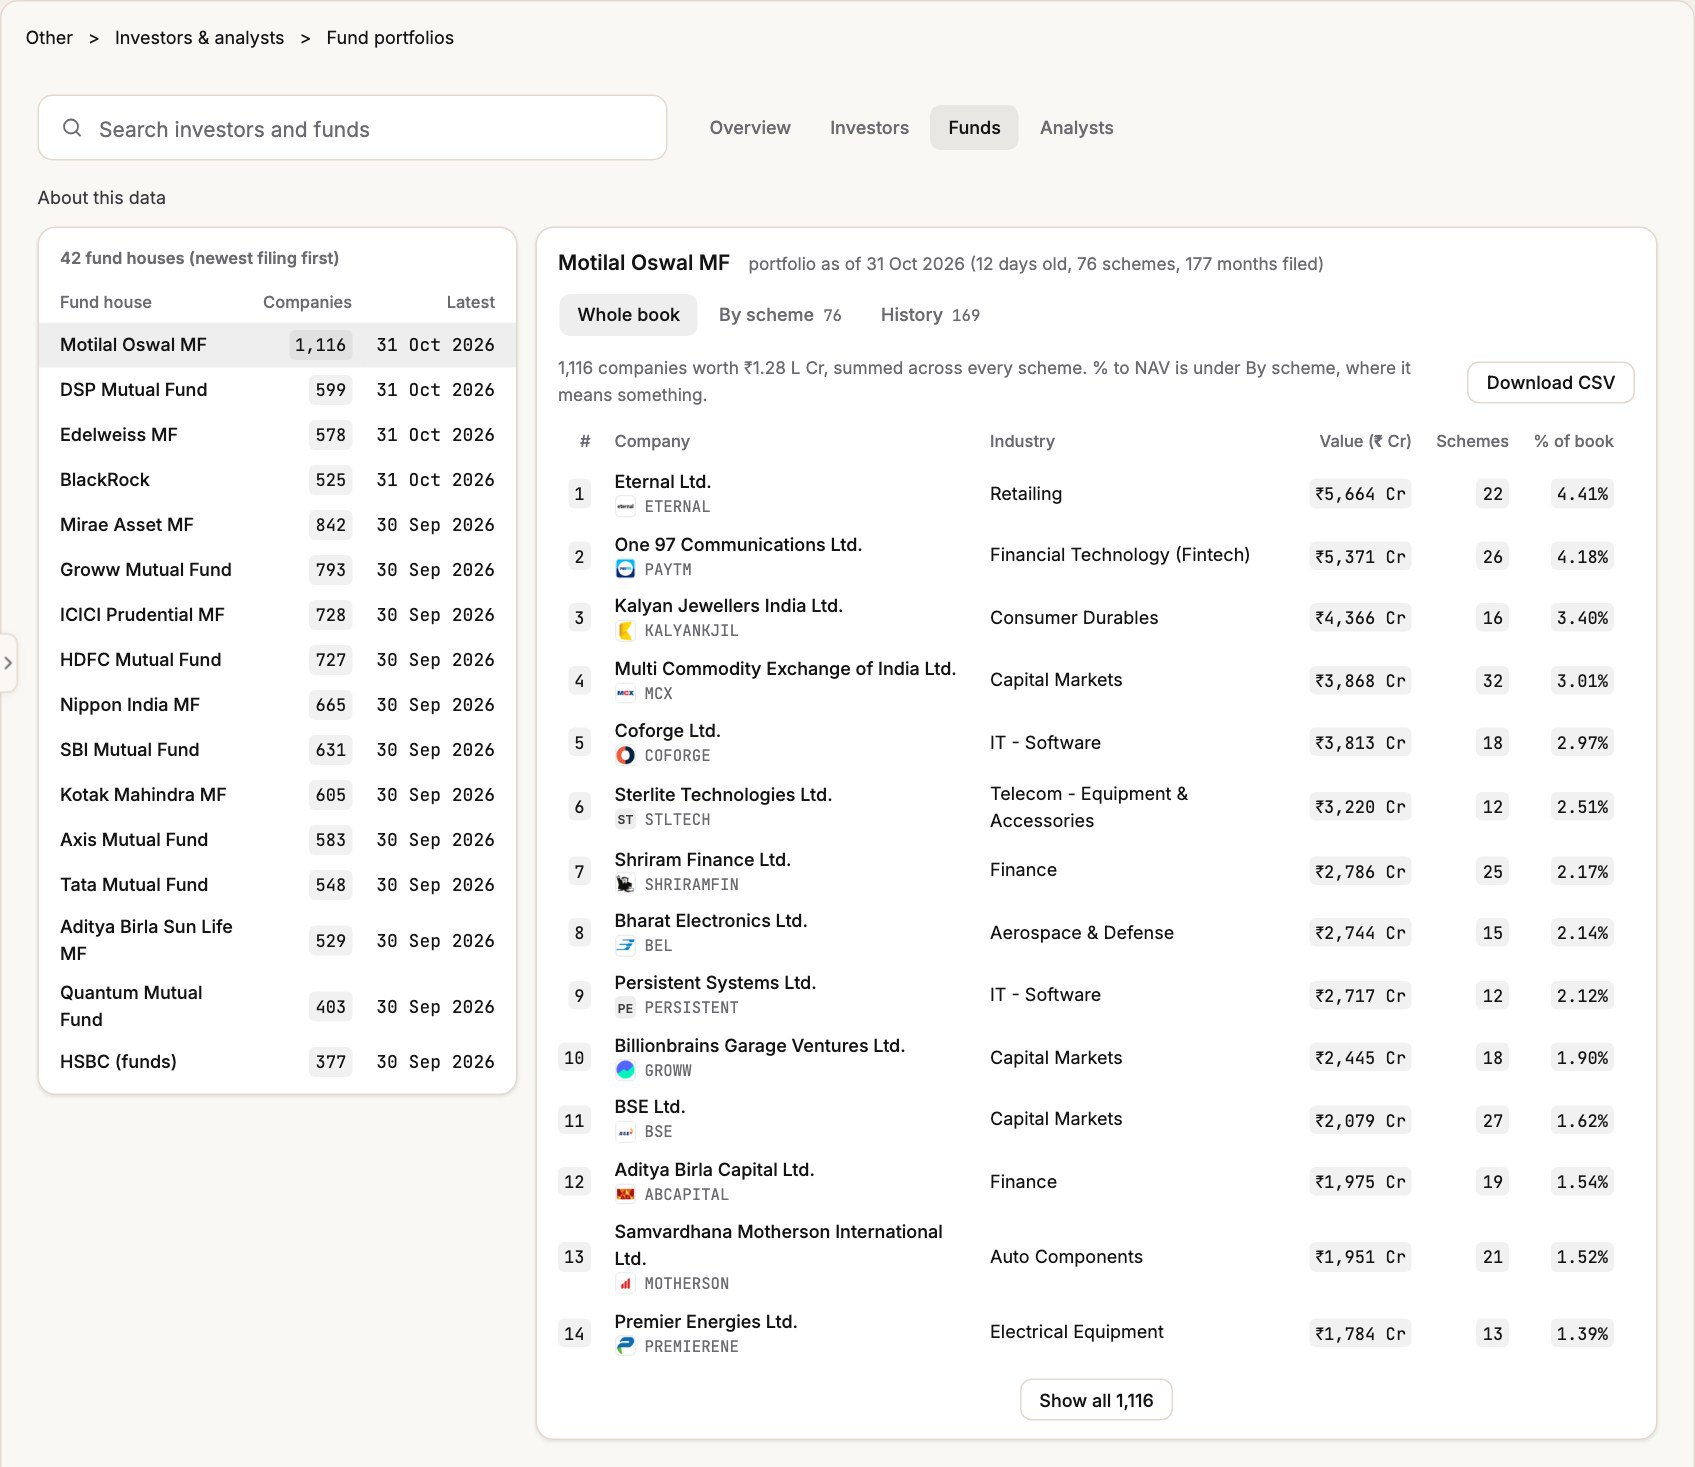 Other > Investors & analysts > Fund portfolios
Search investors and funds
Overview Investors Funds Analysts
About this data
42 fund houses (newest filing first)
Fund house Companies Latest
Motilal Oswal MF 1,116 31 Oct 2026
DSP Mutual Fund 599 31 Oct 2026
Edelweiss MF 578 31 Oct 2026
BlackRock 525 31 Oct 2026
Mirae Asset MF 842 30 Sep 2026
Groww Mutual Fund 793 30 Sep 2026
ICICI Prudential MF 728 30 Sep 2026
HDFC Mutual Fund 727 30 Sep 2026
Nippon India MF 665 30 Sep 2026
SBI Mutual Fund 631 30 Sep 2026
Kotak Mahindra MF 605 30 Sep 2026
Axis Mutual Fund 583 30 Sep 2026
Tata Mutual Fund 548 30 Sep 2026
Aditya Birla Sun Life
MF 529 30 Sep 2026
Quantum Mutual
Fund 403 30 Sep 2026
HSBC (funds) 377 30 Sep 2026
Motilal Oswal MF portfolio as of 31 Oct 2026 (12 days old, 76 schemes, 177 months filed)
Whole book By scheme 76 History 169
1,116 companies worth ₹1.28 L Cr, summed across every scheme. % to NAV is under By scheme, where it
means something.
Download CSV
# Company Industry Value (₹ Cr) Schemes % of book
1 Eternal Ltd. Retailing ₹5,664 Cr 22 4.41%
eternal ETERNAL
2 One 97 Communications Ltd. Financial Technology (Fintech) ₹5,371 Cr 26 4.18%
PAYTM
3 Kalyan Jewellers India Ltd. Consumer Durables ₹4,366 Cr 16 3.40%
KALYANKJIL
4 Multi Commodity Exchange of India Ltd. Capital Markets ₹3,868 Cr 32 3.01%
MCX MCX
5 Coforge Ltd. IT - Software ₹3,813 Cr 18 2.97%
COFORGE
6 Sterlite Technologies Ltd. Telecom - Equipment & ₹3,220 Cr 12 2.51%
ST STLTECH Accessories
7 Shriram Finance Ltd. Finance ₹2,786 Cr 25 2.17%
SHRIRAMFIN
8 Bharat Electronics Ltd. Aerospace & Defense ₹2,744 Cr 15 2.14%
BEL
9 Persistent Systems Ltd. IT - Software ₹2,717 Cr 12 2.12%
PE PERSISTENT
10 Billionbrains Garage Ventures Ltd. Capital Markets ₹2,445 Cr 18 1.90%
GROWW
11 BSE Ltd. Capital Markets ₹2,079 Cr 27 1.62%
BSE
12 Aditya Birla Capital Ltd. Finance ₹1,975 Cr 19 1.54%
ABCAPITAL
13 Samvardhana Motherson International
Ltd. Auto Components ₹1,951 Cr 21 1.52%
MOTHERSON
14 Premier Energies Ltd. Electrical Equipment ₹1,784 Cr 13 1.39%
PREMIERENE
Show all 1,116